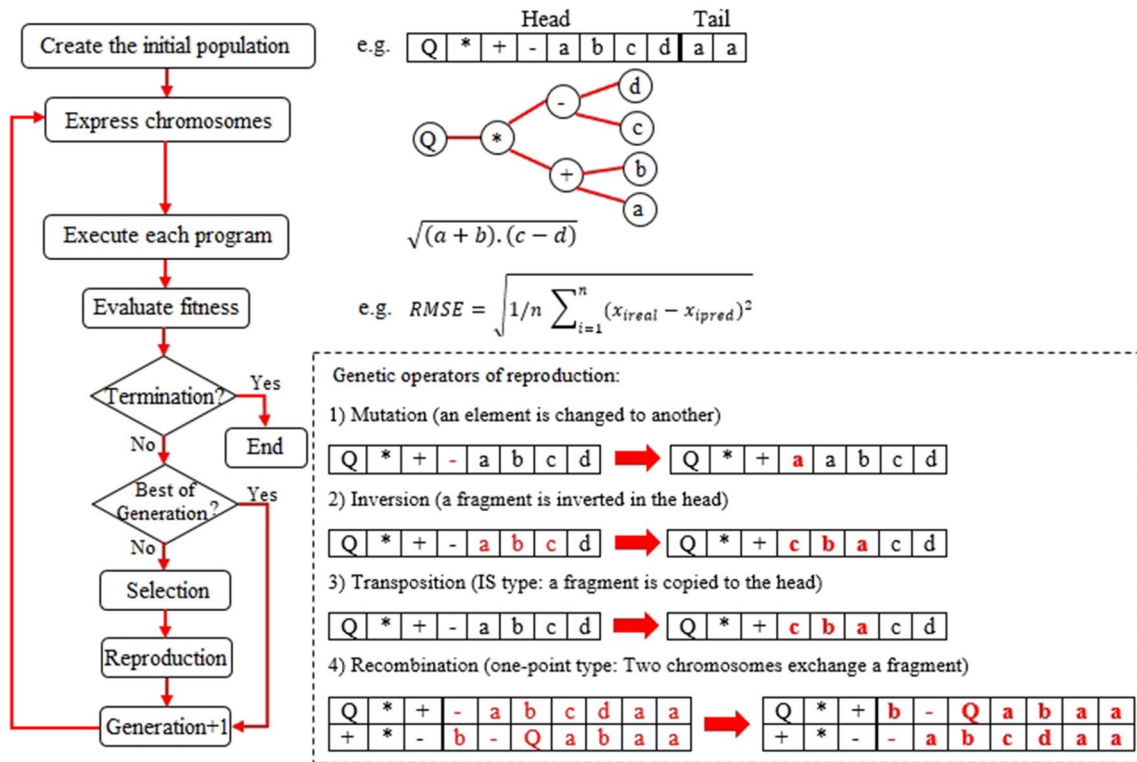 Create the initial population
Express chromosomes
Execute each program
Evaluate fitness
Termination?
Yes
End
No
Best of
Generation?
Yes
No
Selection
Reproduction
Generation+1
Head Tail
e.g. Q * + - a b c d a a
d
-
c
Q *
b
+
a
√(a + b). (c − d)
e.g. RMSE = √1/n ∑ⁿᵢ₌₁ (x_ireal − x_ipred)²
Genetic operators of reproduction:
1) Mutation (an element is changed to another)
Q * + - a b c d Q * + a a b c d
2) Inversion (a fragment is inverted in the head)
Q * + - a b c d Q * + c b a c d
3) Transposition (IS type: a fragment is copied to the head)
Q * + - a b c d Q * + c b a c d
4) Recombination (one-point type: Two chromosomes exchange a fragment)
Q * + - a b c d a a Q * + b - Q a b a a
+ * - b - Q a b a a + * - - a b c d a a